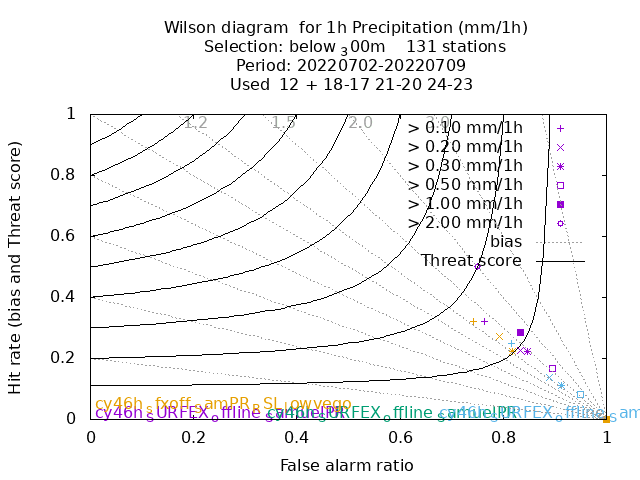 Wilson diagram  for 1h Precipitation (mm/1h)
Selection: below ₃00m    131 stations
Period: 20220702-20220709
Used  12 + 18-17 21-20 24-23
1.2 1.5 2.0
> 0.10 mm/1h
> 0.20 mm/1h
> 0.30 mm/1h
> 0.50 mm/1h
> 1.00 mm/1h
> 2.00 mm/1h
bias
Threat score
Hit rate (bias and Threat score)
1
0.8
0.6
0.4
0.2
0
cy46h
0 0.2 0.4 0.6 0.8 1
False alarm ratio